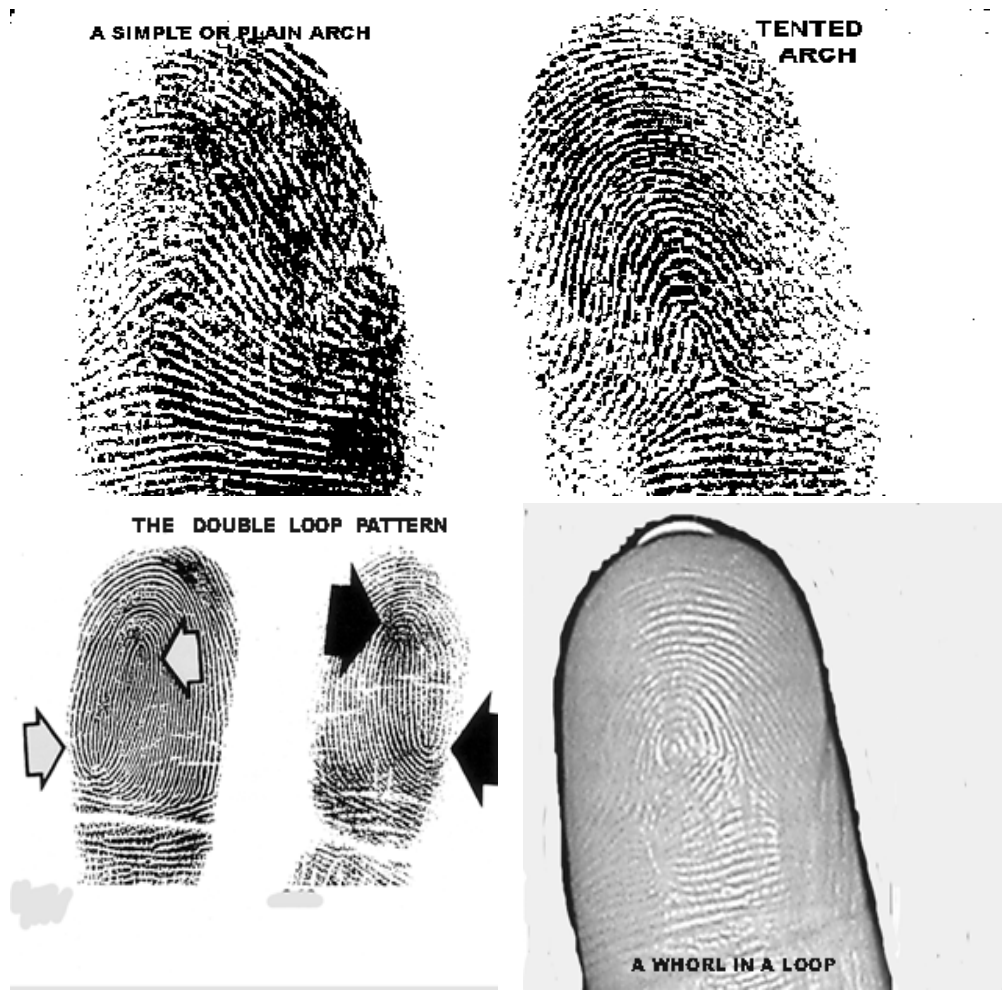 A SIMPLE OR PLAIN ARCH
TENTED
ARCH
THE DOUBLE LOOP PATTERN
A WHORL IN A LOOP